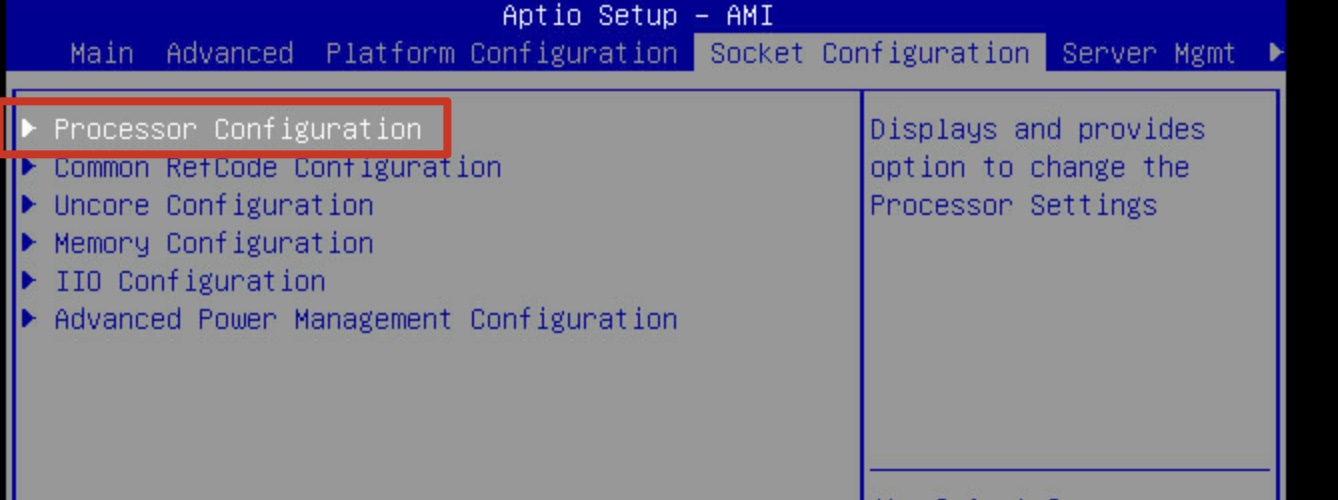 Aptio Setup – AMI
Main Advanced Platform Configuration Socket Configuration Server Mgmt
Processor Configuration
Common RefCode Configuration
Uncore Configuration
Memory Configuration
IIO Configuration
Advanced Power Management Configuration
Displays and provides
option to change the
Processor Settings